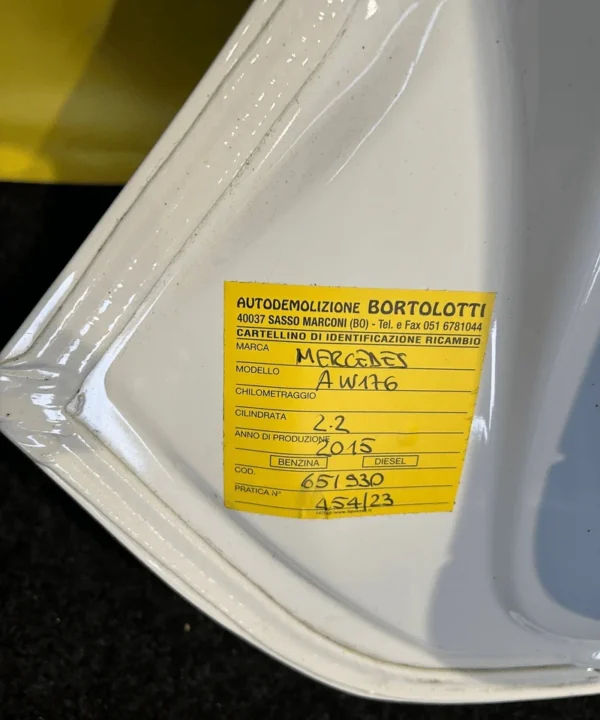 AUTODEMOLIZIONE BORTOLOTTI
40037 SASSO MARCONI (BO) - Tel. e Fax 051 6781044
CARTELLINO DI IDENTIFICAZIONE RICAMBIO
MARCA MERCEDES
MODELLO A W176
CHILOMETRAGGIO
CILINDRATA 2.2
ANNO DI PRODUZIONE 2015
BENZINA DIESEL
COD. 651930
PRATICA N° 454/23